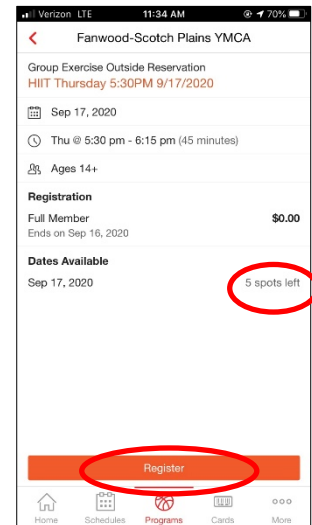 Verizon LTE 11:34 AM 70%
Fanwood-Scotch Plains YMCA
Group Exercise Outside Reservation
HIIT Thursday 5:30PM 9/17/2020
Sep 17, 2020
Thu @ 5:30 pm - 6:15 pm (45 minutes)
Ages 14+
Registration
Full Member $0.00
Ends on Sep 16, 2020
Dates Available
Sep 17, 2020 5 spots left
Register
Home Schedules Programs Cards More